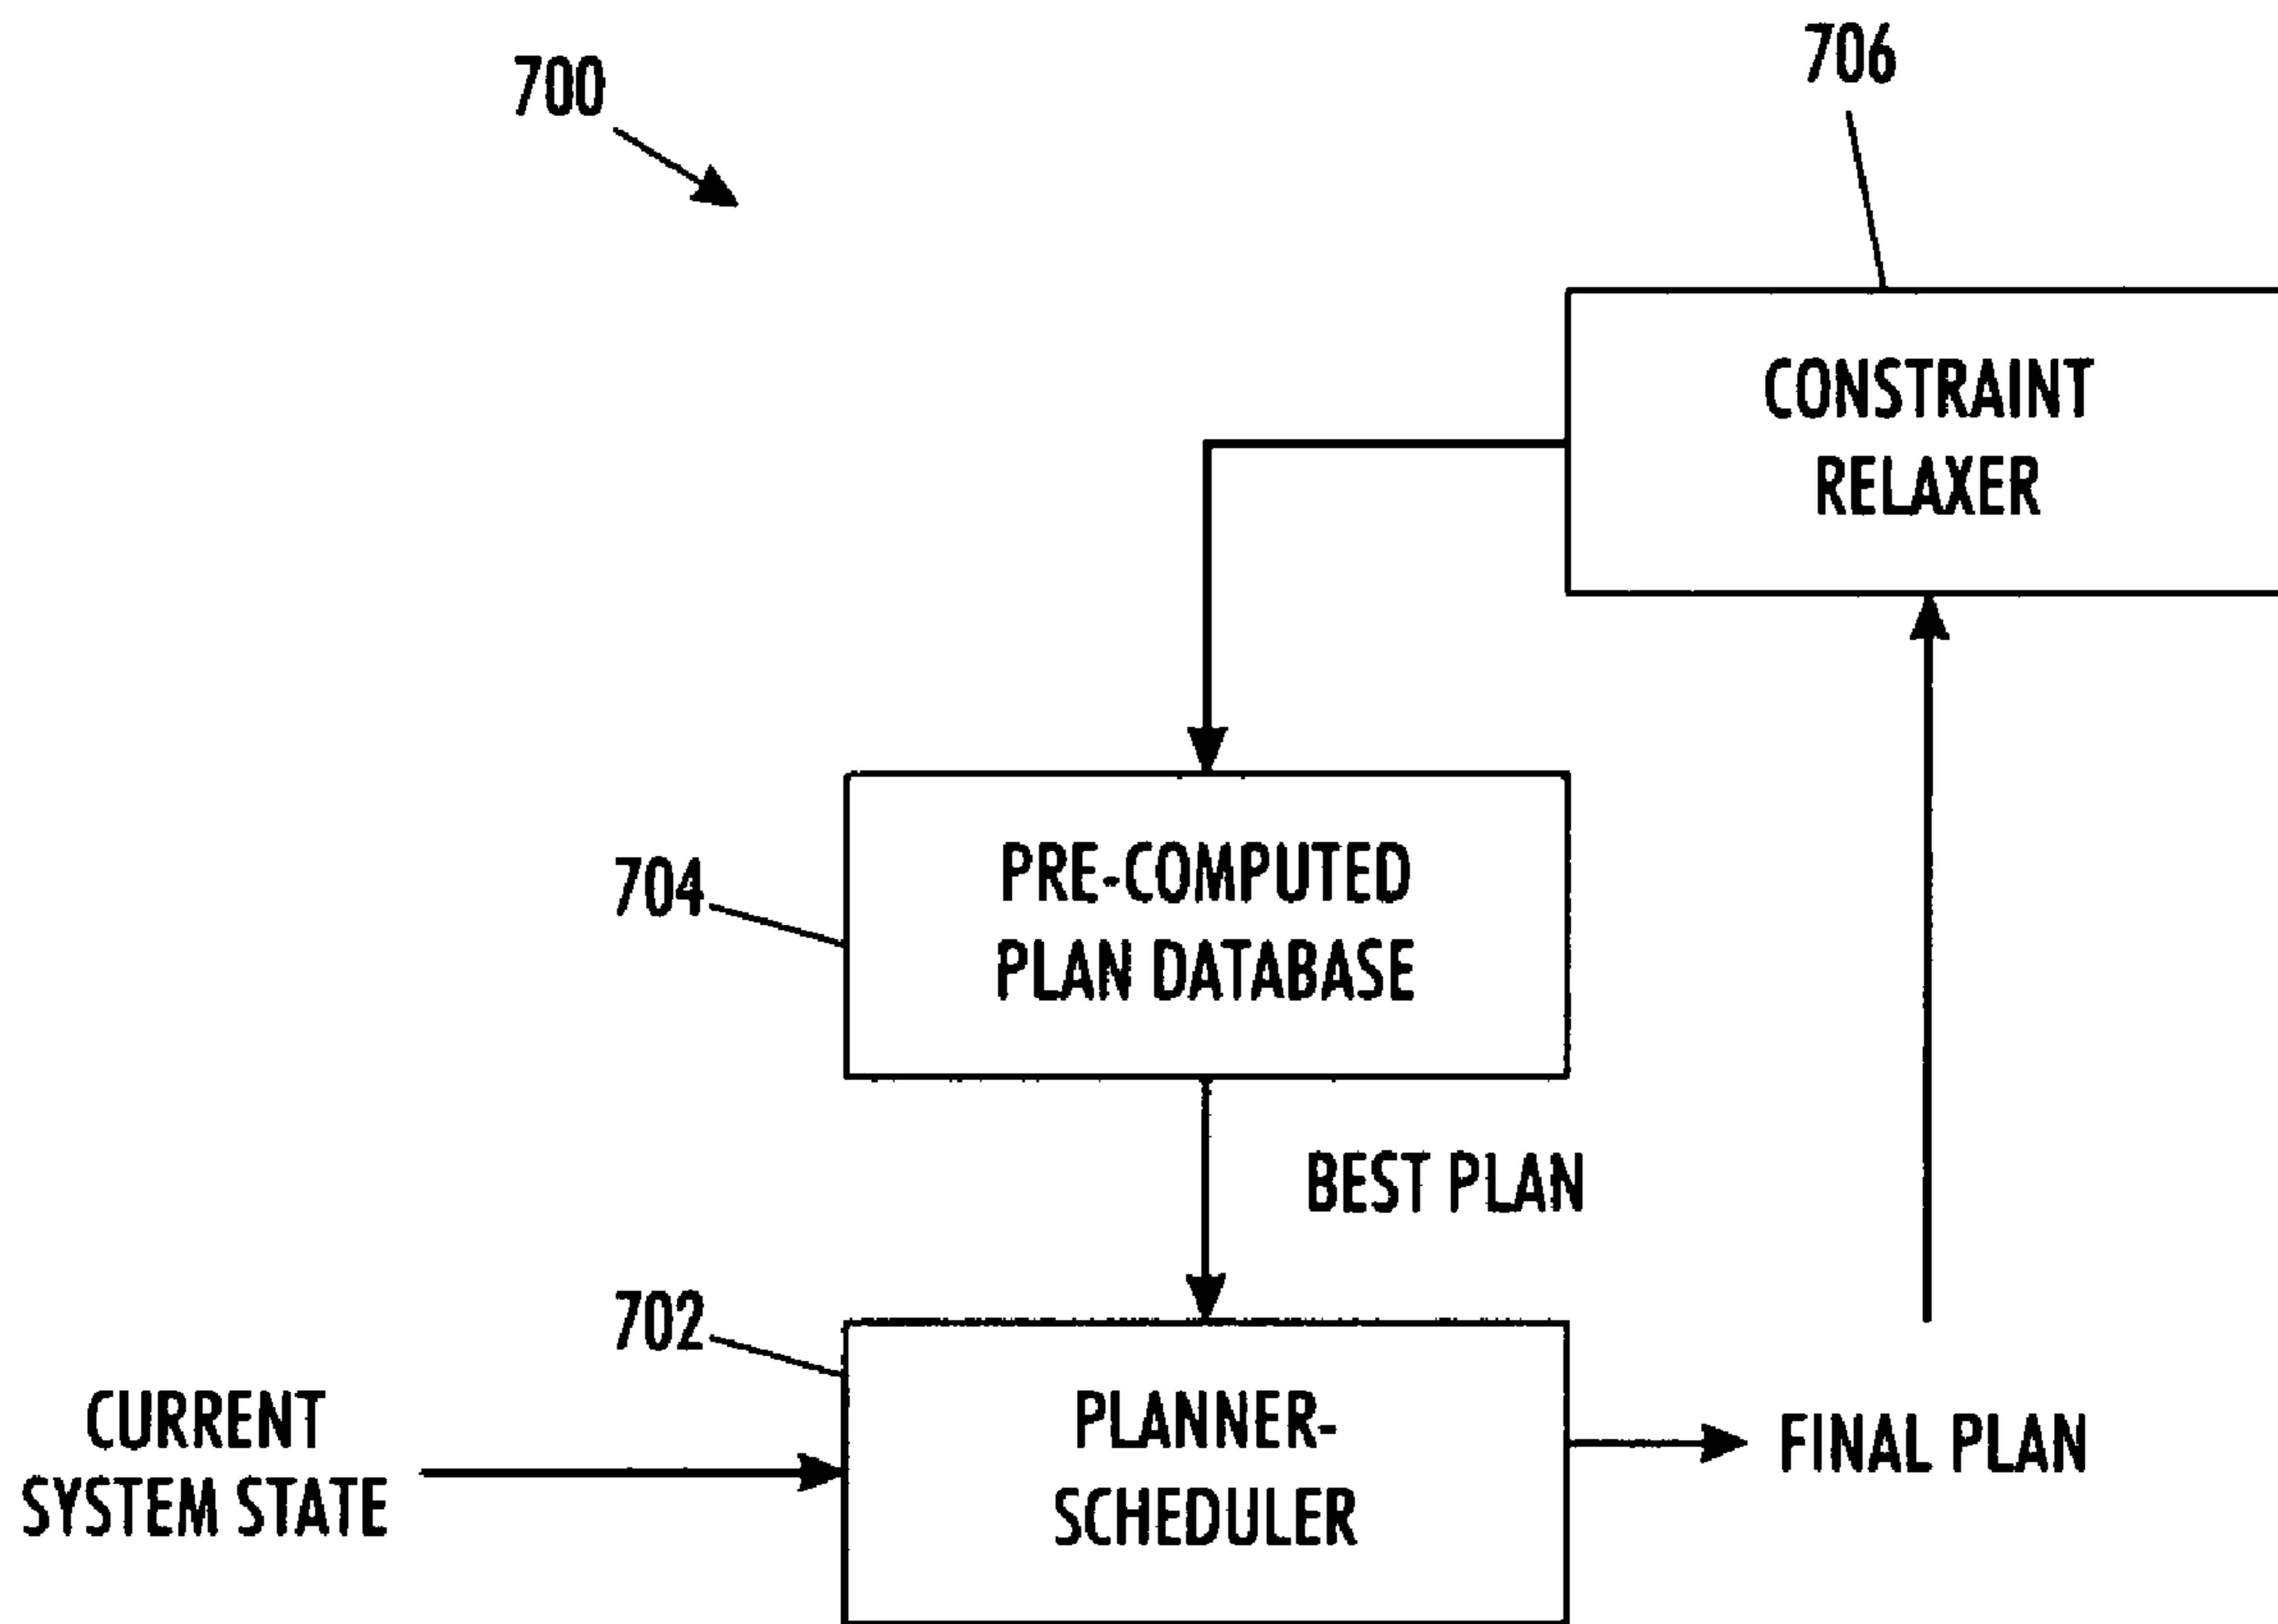 700
706
CONSTRAINT
RELAXER
704
PRE-COMPUTED
PLAN DATABASE
BEST PLAN
702
CURRENT
SYSTEM STATE
PLANNER-
SCHEDULER
FINAL PLAN